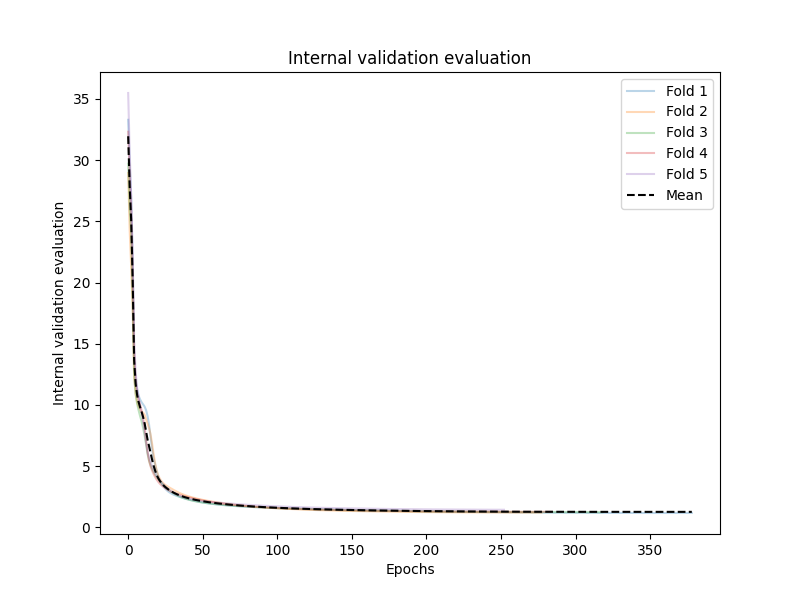 Internal validation evaluation
Internal validation evaluation
35
30
25
20
15
10
5
0
Fold 1
Fold 2
Fold 3
Fold 4
Fold 5
Mean
0 50 100 150 200 250 300 350
Epochs